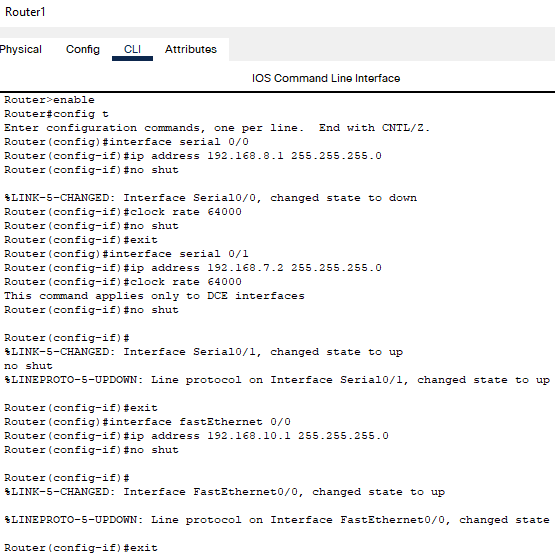 Router1
Physical Config CLI Attributes
IOS Command Line Interface
Router>enable
Router#config t
Enter configuration commands, one per line.  End with CNTL/Z.
Router(config)#interface serial 0/0
Router(config-if)#ip address 192.168.8.1 255.255.255.0
Router(config-if)#no shut
%LINK-5-CHANGED: Interface Serial0/0, changed state to down
Router(config-if)#clock rate 64000
Router(config-if)#no shut
Router(config-if)#exit
Router(config)#interface serial 0/1
Router(config-if)#ip address 192.168.7.2 255.255.255.0
Router(config-if)#clock rate 64000
This command applies only to DCE interfaces
Router(config-if)#no shut
Router(config-if)#
%LINK-5-CHANGED: Interface Serial0/1, changed state to up
no shut
%LINEPROTO-5-UPDOWN: Line protocol on Interface Serial0/1, changed state to up
Router(config-if)#exit
Router(config)#interface fastEthernet 0/0
Router(config-if)#ip address 192.168.10.1 255.255.255.0
Router(config-if)#no shut
Router(config-if)#
%LINK-5-CHANGED: Interface FastEthernet0/0, changed state to up
%LINEPROTO-5-UPDOWN: Line protocol on Interface FastEthernet0/0, changed state
Router(config-if)#exit